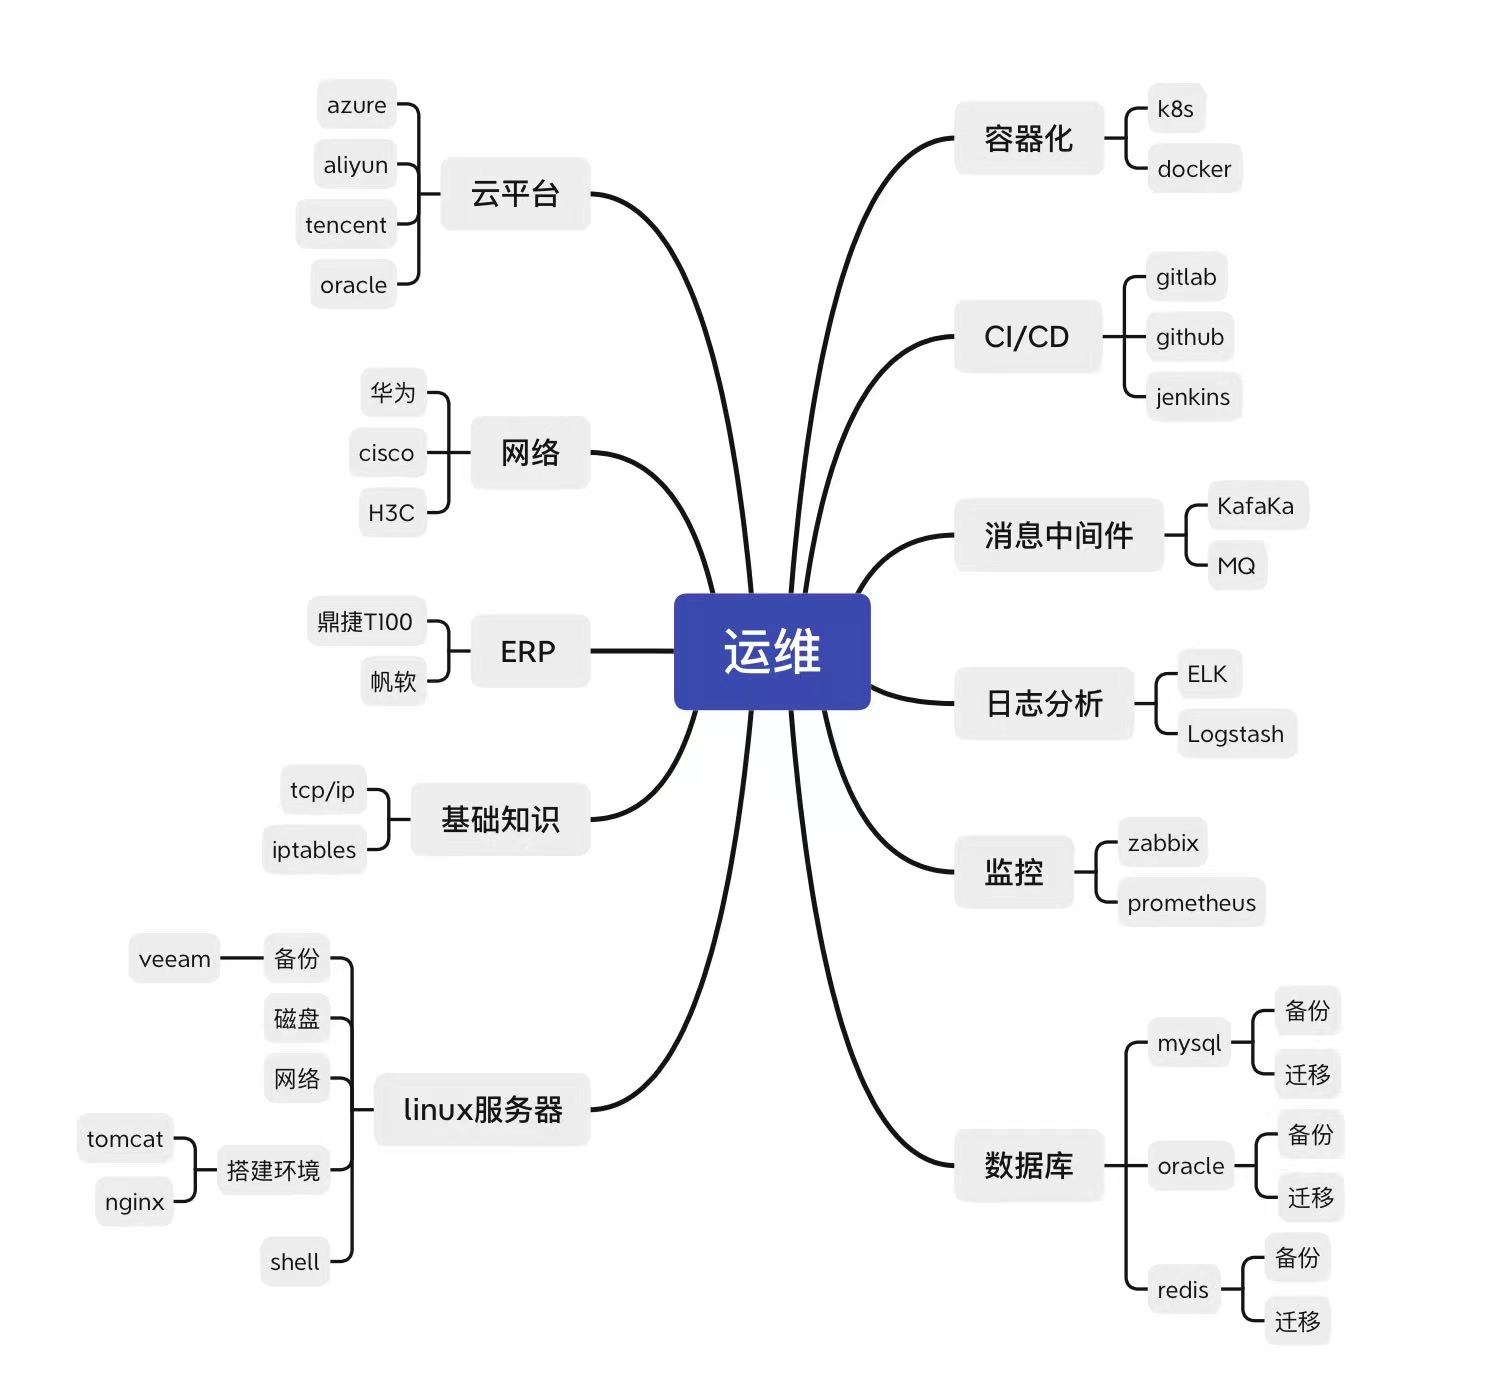 运维
云平台
azure
aliyun
tencent
oracle
网络
华为
cisco
H3C
ERP
鼎捷T100
帆软
基础知识
tcp/ip
iptables
linux服务器
备份
veeam
磁盘
网络
搭建环境
tomcat
nginx
shell
容器化
k8s
docker
CI/CD
gitlab
github
jenkins
消息中间件
KafaKa
MQ
日志分析
ELK
Logstash
监控
zabbix
prometheus
数据库
mysql
备份
迁移
oracle
备份
迁移
redis
备份
迁移